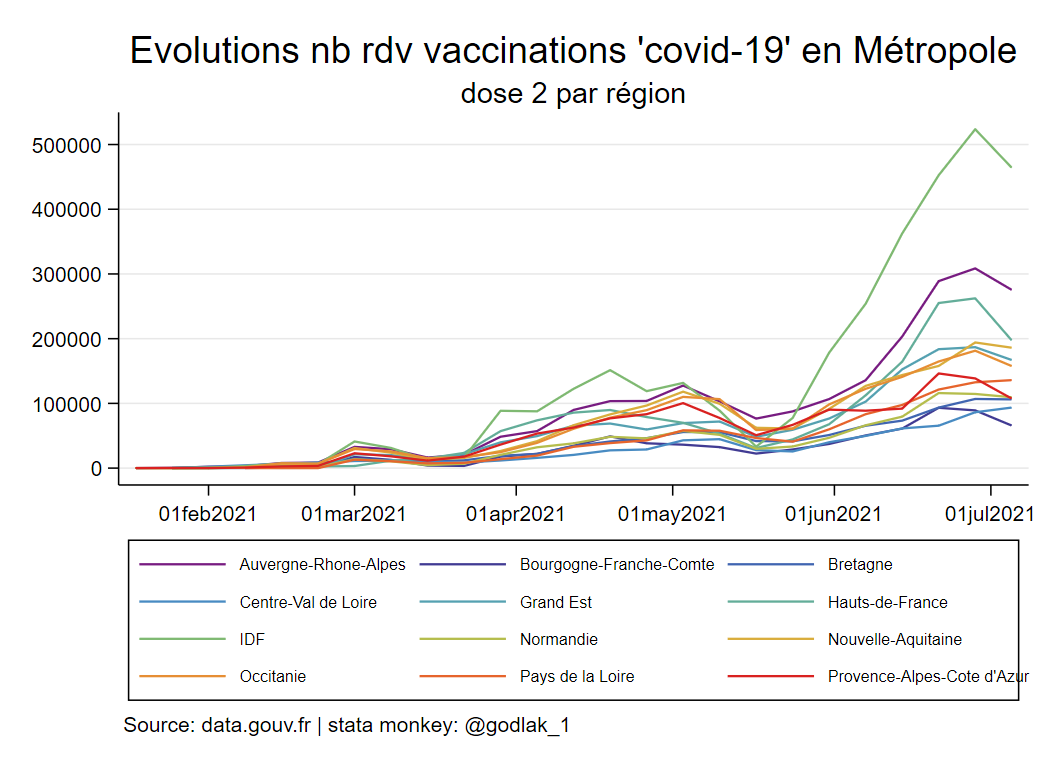 Evolutions nb rdv vaccinations 'covid-19' en Métropole
dose 2 par région
500000
400000
300000
200000
100000
0
01feb2021 01mar2021 01apr2021 01may2021 01jun2021 01jul2021
Auvergne-Rhone-Alpes Bourgogne-Franche-Comte Bretagne
Centre-Val de Loire Grand Est Hauts-de-France
IDF Normandie Nouvelle-Aquitaine
Occitanie Pays de la Loire Provence-Alpes-Cote d'Azur
Source: data.gouv.fr | stata monkey: @godlak_1